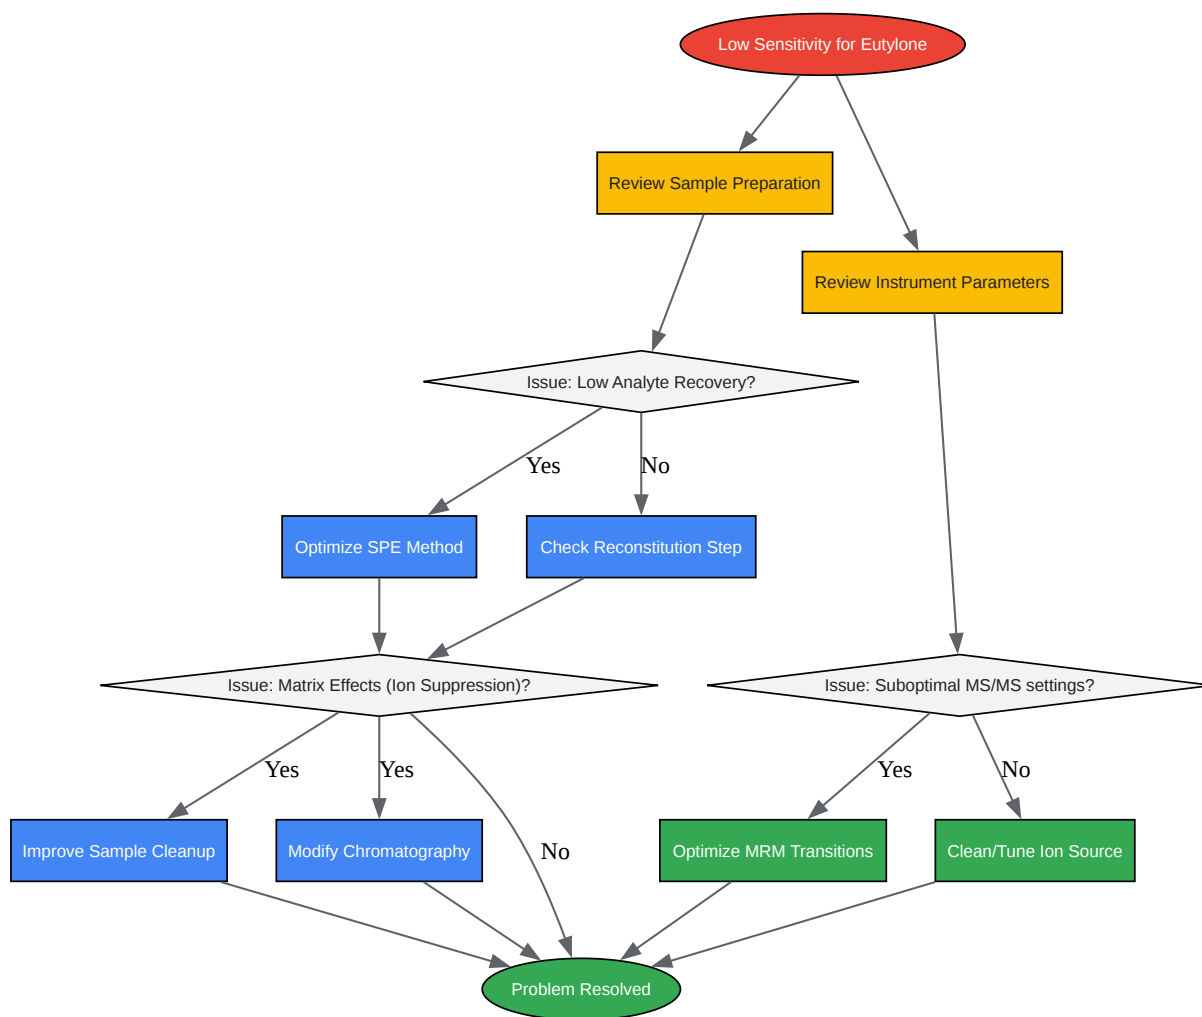 Low Sensitivity for Eutylone
Review Sample Preparation
Review Instrument Parameters
Issue: Low Analyte Recovery?
Yes
No
Optimize SPE Method
Check Reconstitution Step
Issue: Matrix Effects (Ion Suppression)?
Issue: Suboptimal MS/MS settings?
Yes
Yes
Yes
No
No
Improve Sample Cleanup
Modify Chromatography
Optimize MRM Transitions
Clean/Tune Ion Source
Problem Resolved